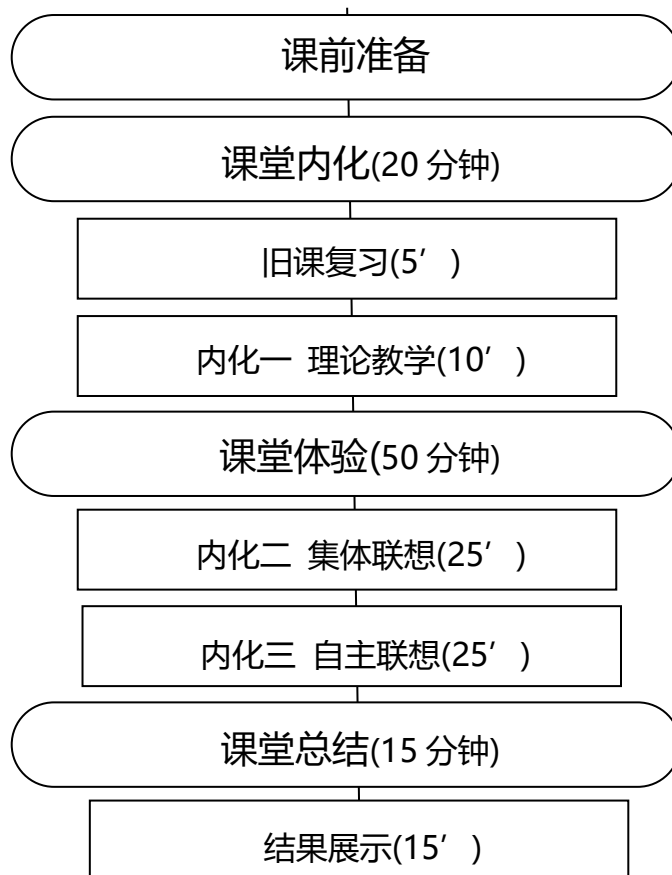 课前准备
课堂内化(20 分钟)
旧课复习(5′)
内化一 理论教学(10′)
课堂体验(50 分钟)
内化二 集体联想(25′)
内化三 自主联想(25′)
课堂总结(15 分钟)
结果展示(15′)